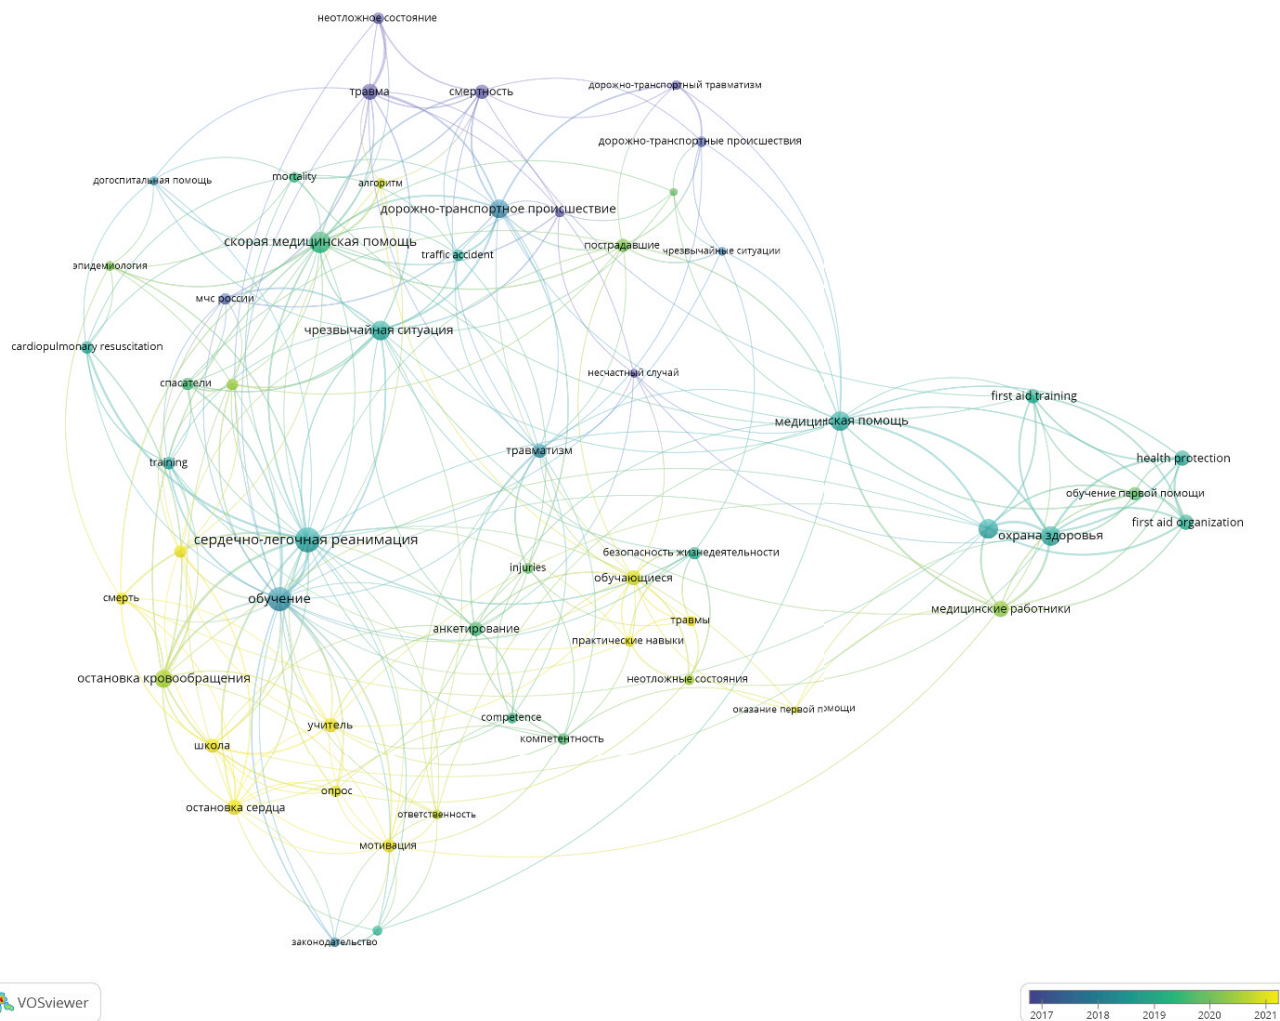 неотложное состояние
травма
смертность
дорожно-транспортный травматизм
дорожно-транспортные происшествия
догоспитальная помощь
mortality
алгоритм
дорожно-транспортное происшествие
скорая медицинская помощь
traffic accident
пострадавшие
чрезвычайные ситуации
эпидемиология
мчс россии
чрезвычайная ситуация
cardiopulmonary resuscitation
спасатели
несчастный случай
first aid training
медицинская помощь
травматизм
training
health protection
обучение первой помощи
first aid organization
охрана здоровья
сердечно-легочная реанимация
безопасность жизнедеятельности
injuries
обучающиеся
смерть
обучение
медицинские работники
травмы
анкетирование
практические навыки
остановка кровообращения
неотложные состояния
оказание первой помощи
competence
учитель
компетентность
школа
опрос
остановка сердца
ответственность
мотивация
законодательство
VOSviewer
2017 2018 2019 2020 2021